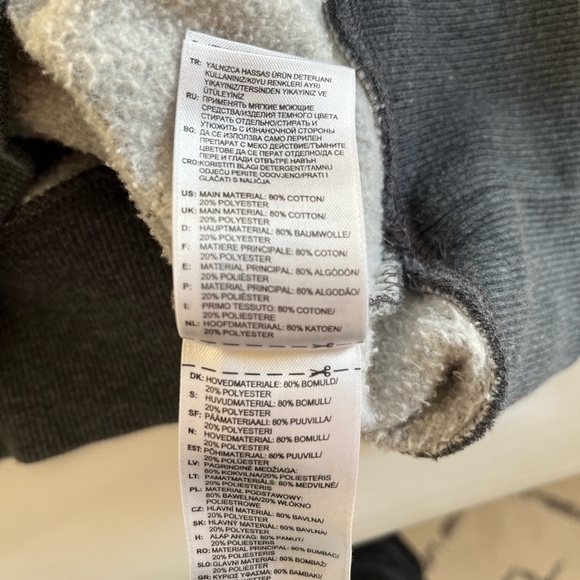 TR: YALNIZCA HASSAS ÜRÜN DETERJANI
KULLANINIZ/KOYU RENKLERİ AYRI
YIKAYINIZ/TERSİNDEN YIKAYINIZ VE
ÜTÜLEYİNİZ
RU: ПРИМЕНЯТЬ МЯГКИЕ МОЮЩИЕ
СРЕДСТВА/ИЗДЕЛИЯ ТЕМНОГО ЦВЕТА
СТИРАТЬ ОТДЕЛЬНО/СТИРАТЬ И
УТЮЖИТЬ С ИЗНАНОЧНОЙ СТОРОНЫ
BG: ДА СЕ ИЗПОЛЗВА САМО ПЕРИЛЕН
ПРЕПАРАТ С МЕКО ДЕЙСТВИЕ/ТЪМНИТЕ
ЦВЕТОВЕ ДА СЕ ПЕРАТ ОТДЕЛНО/ДА СЕ
ПЕРЕ И ГЛАДИ ОТВЪТРЕ НАВЪН
CRO: KORISTITI BLAGI DETERGENT/TAMNU
ODJEĆU PERITE ODOVJENO/PRATI I
GLAČATI S NALIČJA
US: MAIN MATERIAL: 80% COTTON/
20% POLYESTER
UK: MAIN MATERIAL: 80% COTTON/
20% POLYESTER
D: HAUPTMATERIAL: 80% BAUMWOLLE/
20% POLYESTER
F: MATIERE PRINCIPALE: 80% COTON/
20% POLYESTER
E: MATERIAL PRINCIPAL: 80% ALGODÓN/
20% POLIÉSTER
P: MATERIAL PRINCIPAL: 80% ALGODÃO/
20% POLIÉSTER
I: PRIMO TESSUTO: 80% COTONE/
20% POLIESTERE
NL: HOOFDMATERIAAL: 80% KATOEN/
20% POLYESTER
DK: HOVEDMATERIALE: 80% BOMULD/
20% POLYESTER
S: HUVUDMATERIAL: 80% BOMULL/
20% POLYESTER
SF: PÄÄMATERIAALI: 80% PUUVILLA/
20% POLYESTERI
N: HOVEDMATERIAL: 80% BOMULL/
20% POLYESTER
EST: PÕHIMATERJAL: 80% PUUVILL/
20% POLÜESTER
LV: PAGRINDINĖ MEDŽIAGA:
80% KOKVILNA/20% POLIESTERIS
LT: PAMATMATERIĀLS: 80% MEDVILNĖ/
20% POLIESTERIS
PL: MATERIAŁ PODSTAWOWY:
80% BAWEŁNA/20% WŁÓKNO
POLIESTROWE
CZ: HLAVNÍ MATERIÁL: 80% BAVLNA/
20% POLYESTER
SK: HLAVNÝ MATERIÁL: 80% BAVLNA/
20% POLYESTER
H: ALAP ANYAG: 80% PAMUT/
20% POLIÉSZTER
RO: MATERIAL PRINCIPAL: 80% BUMBAC/
20% POLIESTER
SLO: GLAVNI MATERIAL: 80% BOMBAŽ/
20% POLIESTER
GR: ΚΥΡΙΟΣ ΥΦΑΣΜΑ: 80% ΒΑΜΒΑΚΙ/